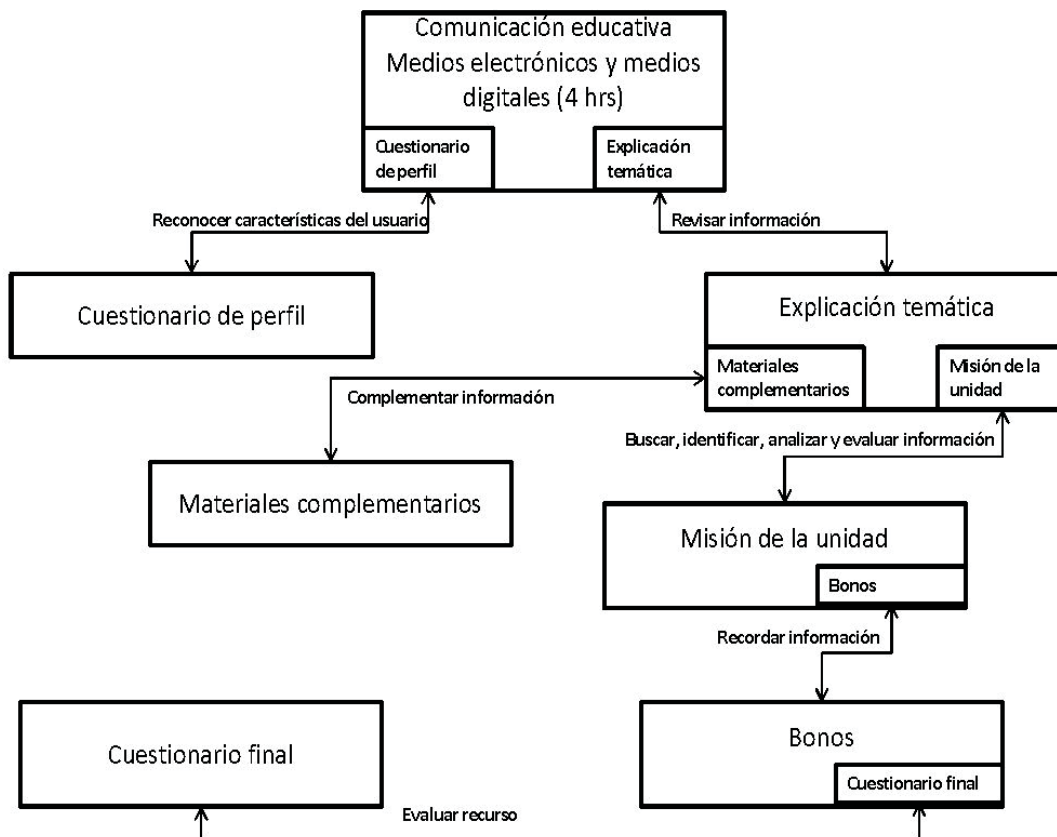 Comunicación educativa
Medios electrónicos y medios
digitales (4 hrs)
Cuestionario
de perfil
Explicación
temática
Reconocer características del usuario
Revisar información
Cuestionario de perfil
Explicación temática
Materiales
complementarios
Misión de la
unidad
Complementar información
Buscar, identificar, analizar y evaluar información
Materiales complementarios
Misión de la unidad
Bonos
Recordar información
Cuestionario final
Bonos
Cuestionario final
Evaluar recurso